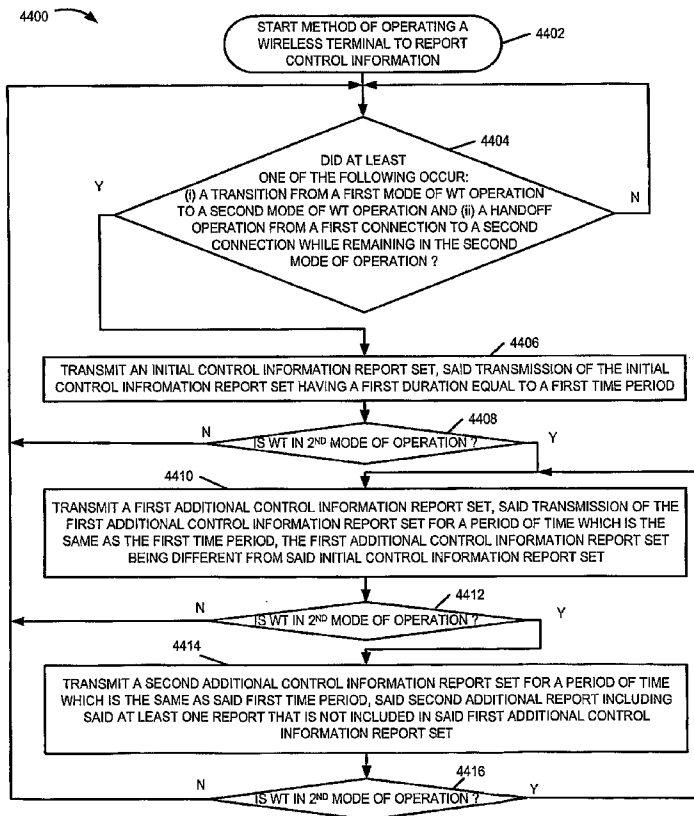 4400
START METHOD OF OPERATING A
WIRELESS TERMINAL TO REPORT
CONTROL INFORMATION
4402
4404
DID AT LEAST
ONE OF THE FOLLOWING OCCUR:
(i) A TRANSITION FROM A FIRST MODE OF WT OPERATION
TO A SECOND MODE OF WT OPERATION AND (ii) A HANDOFF
OPERATION FROM A FIRST CONNECTION TO A SECOND
CONNECTION WHILE REMAINING IN THE SECOND
MODE OF OPERATION ?
Y
N
4406
TRANSMIT AN INITIAL CONTROL INFORMATION REPORT SET, SAID TRANSMISSION OF THE INITIAL
CONTROL INFROMATION REPORT SET HAVING A FIRST DURATION EQUAL TO A FIRST TIME PERIOD
4408
N
IS WT IN 2ND MODE OF OPERATION ?
Y
4410
TRANSMIT A FIRST ADDITIONAL CONTROL INFORMATION REPORT SET, SAID TRANSMISSION OF THE
FIRST ADDITIONAL CONTROL INFORMATION REPORT SET FOR A PERIOD OF TIME WHICH IS THE
SAME AS THE FIRST TIME PERIOD, THE FIRST ADDITIONAL CONTROL INFORMATION REPORT SET
BEING DIFFERENT FROM SAID INITIAL CONTROL INFORMATION REPORT SET
4412
N
IS WT IN 2ND MODE OF OPERATION ?
Y
4414
TRANSMIT A SECOND ADDITIONAL CONTROL INFORMATION REPORT SET FOR A PERIOD OF TIME
WHICH IS THE SAME AS SAID FIRST TIME PERIOD, SAID SECOND ADDITIONAL REPORT INCLUDING
SAID AT LEAST ONE REPORT THAT IS NOT INCLUDED IN SAID FIRST ADDITIONAL CONTROL
INFORMATION REPORT SET
4416
N
IS WT IN 2ND MODE OF OPERATION ?
Y